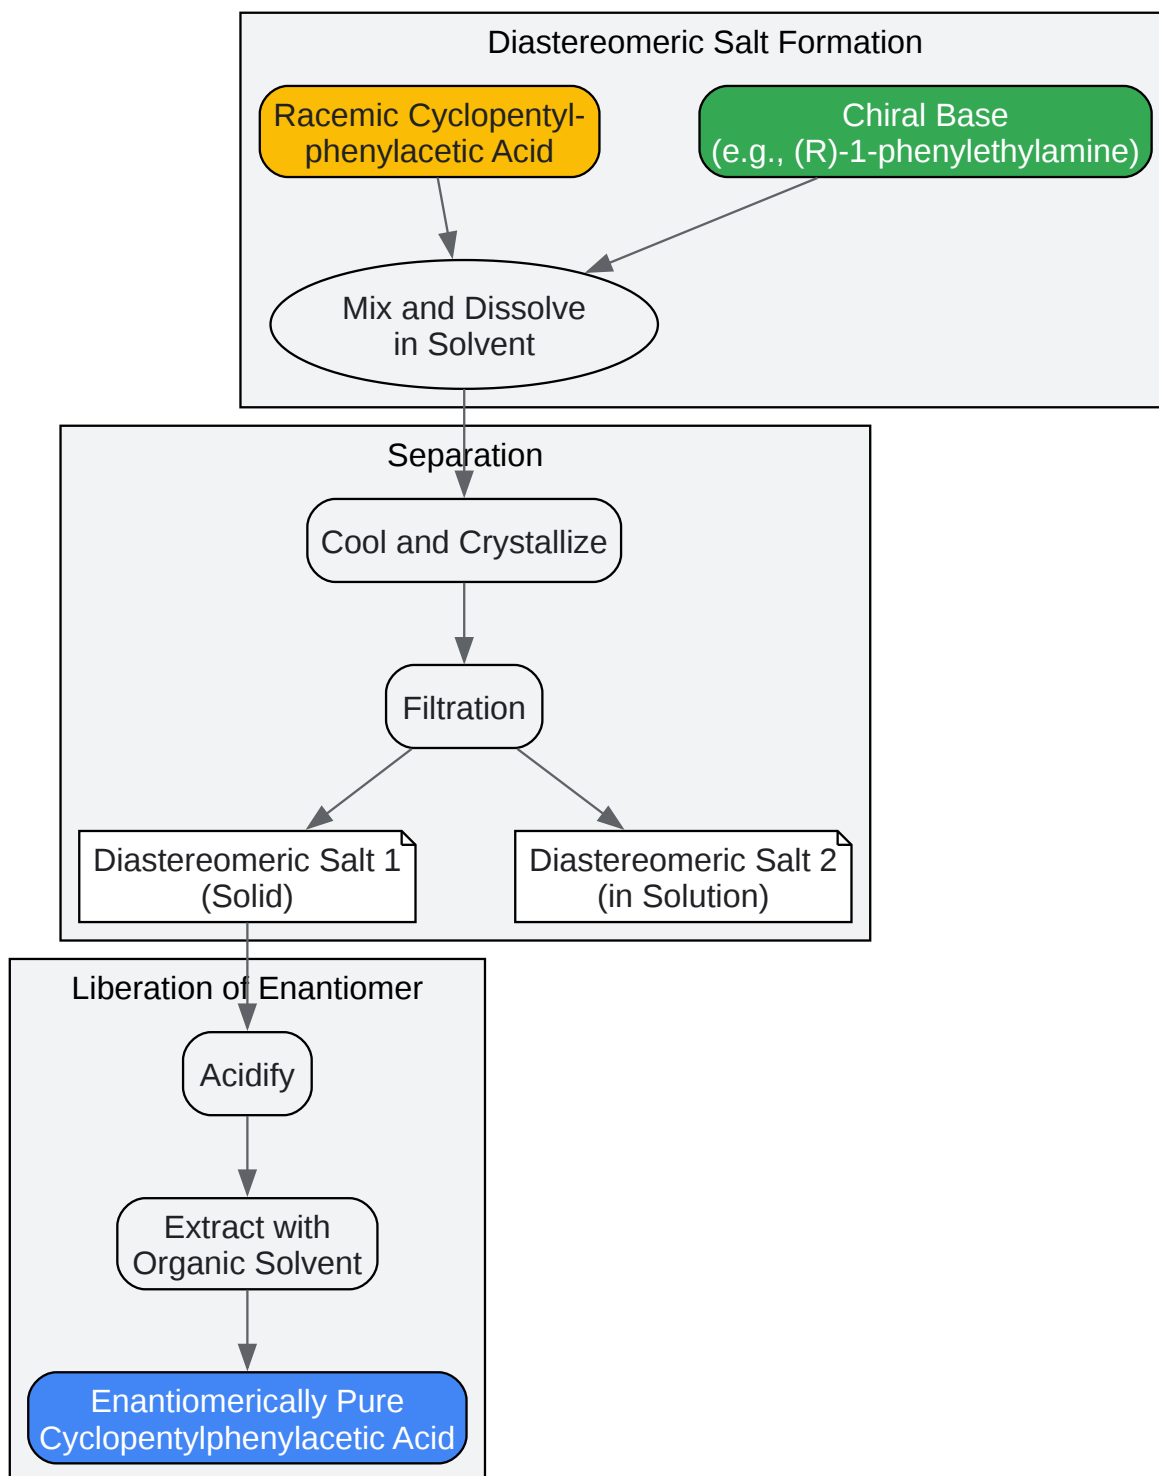 Diastereomeric Salt Formation
Racemic Cyclopentyl-
phenylacetic Acid
Chiral Base
(e.g., (R)-1-phenylethylamine)
Mix and Dissolve
in Solvent
Separation
Cool and Crystallize
Filtration
Diastereomeric Salt 1
(Solid)
Diastereomeric Salt 2
(in Solution)
Liberation of Enantiomer
Acidify
Extract with
Organic Solvent
Enantiomerically Pure
Cyclopentylphenylacetic Acid